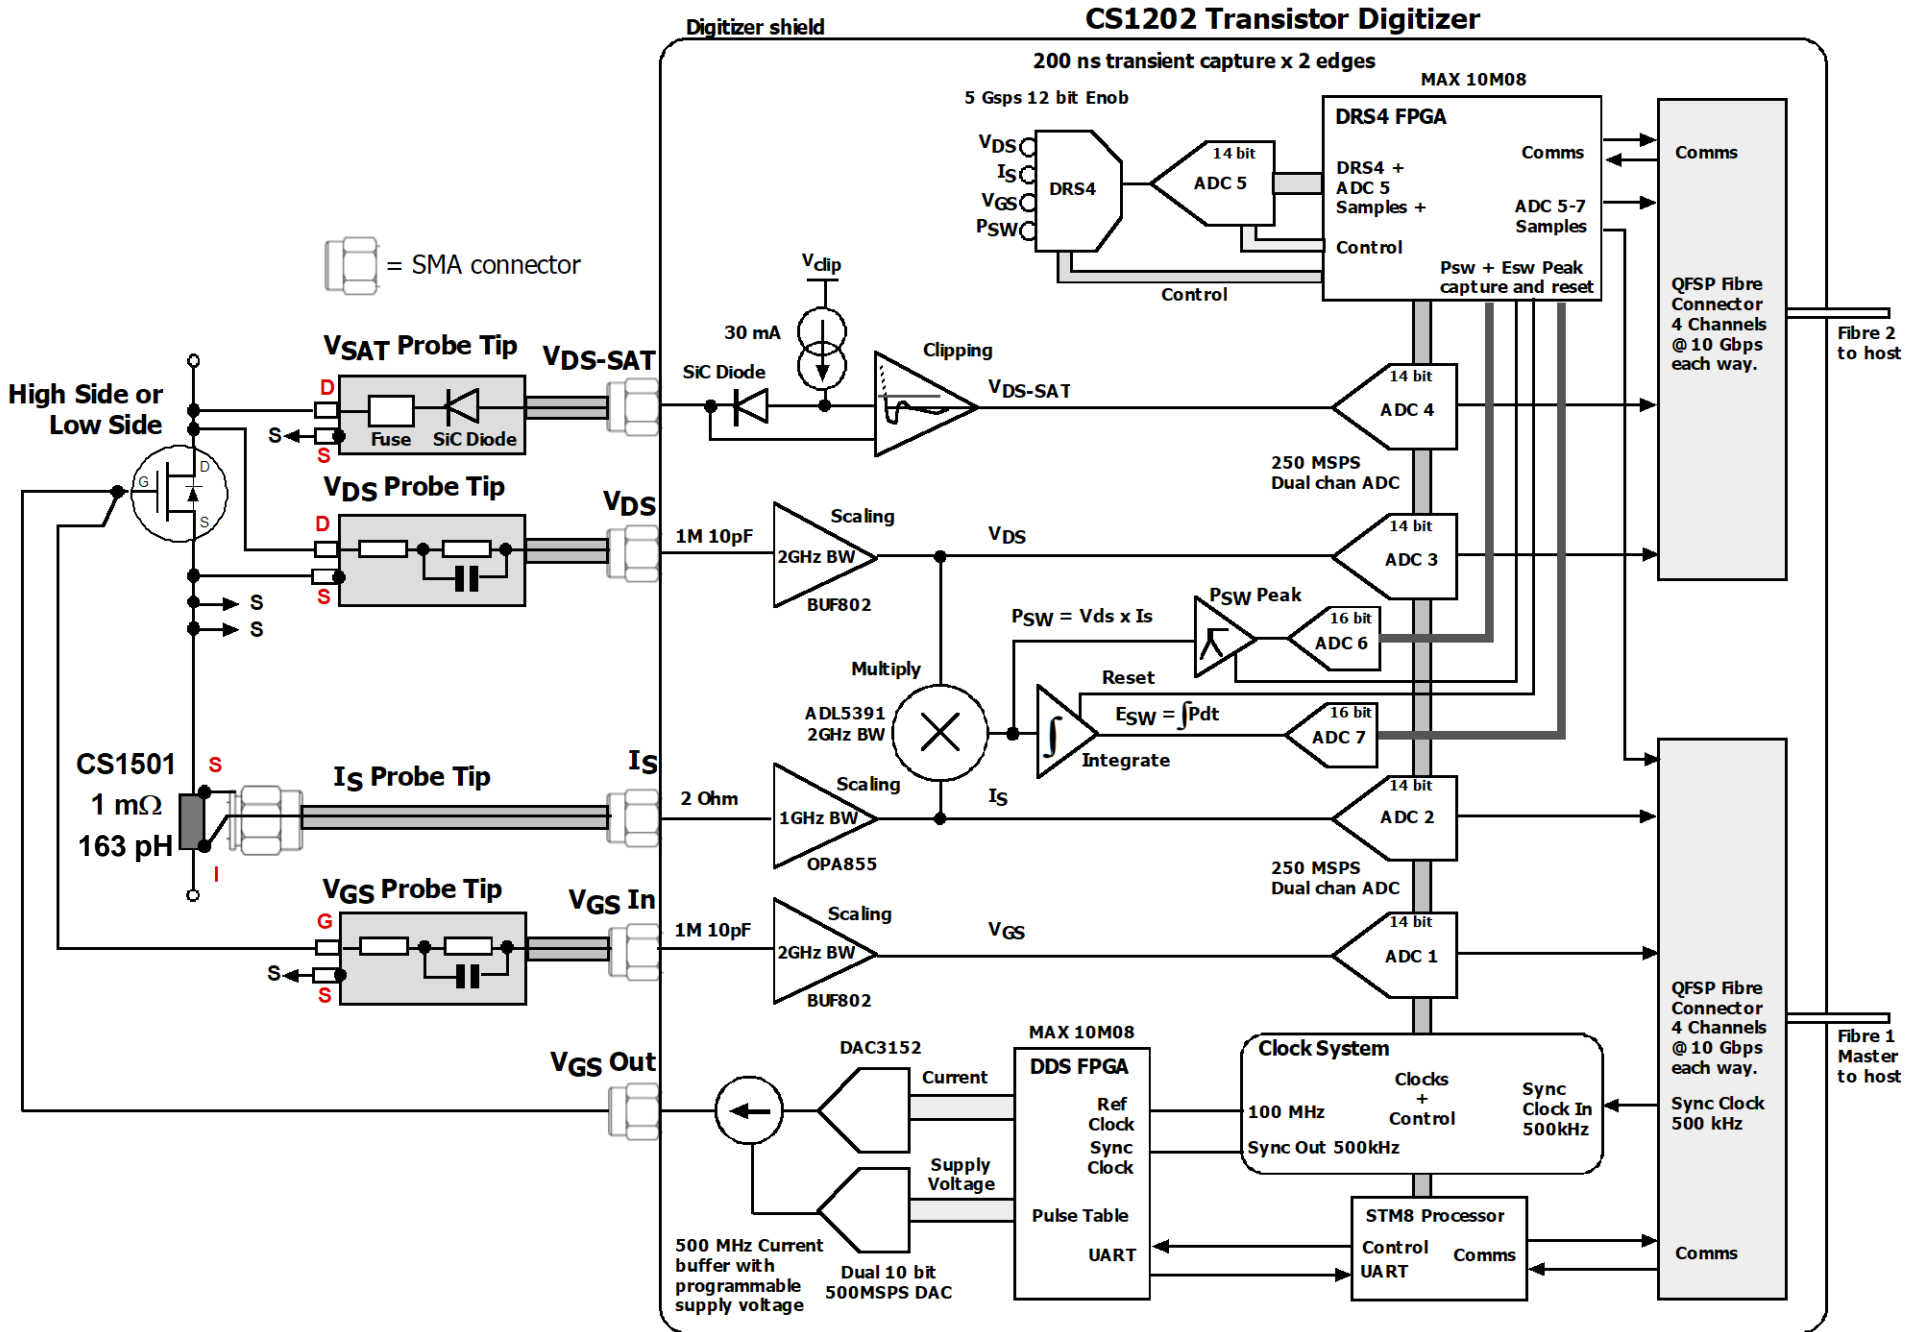 Digitizer shield
CS1202 Transistor Digitizer
200 ns transient capture x 2 edges
MAX 10M08
5 Gsps 12 bit Enob
DRS4 FPGA
VDS
IS
VGS
PSW
DRS4
14 bit
ADC 5
DRS4 +
ADC 5
Samples +
Control
Comms
ADC 5-7
Samples
Psw + Esw Peak
capture and reset
Control
Comms
QFSP Fibre
Connector
4 Channels
@10 Gbps
each way.
Fibre 2
to host
= SMA connector
Vclip
30 mA
SiC Diode
Clipping
VDS-SAT
14 bit
ADC 4
250 MSPS
Dual chan ADC
VSAT Probe Tip
VDS-SAT
D
S
S
Fuse
SiC Diode
High Side or
Low Side
G
D
S
VDS Probe Tip
VDS
D
S
S
S
1M 10pF
Scaling
2GHz BW
BUF802
VDS
14 bit
ADC 3
PSW = Vds x Is
PSW Peak
16 bit
ADC 6
Multiply
ADL5391
2GHz BW
Reset
ESW = ∫Pdt
∫
Integrate
16 bit
ADC 7
CS1501
1 mΩ
163 pH
S
I
IS Probe Tip
IS
2 Ohm
Scaling
1GHz BW
OPA855
IS
14 bit
ADC 2
250 MSPS
Dual chan ADC
VGS Probe Tip
VGS In
G
S
S
1M 10pF
Scaling
2GHz BW
BUF802
VGS
14 bit
ADC 1
QFSP Fibre
Connector
4 Channels
@10 Gbps
each way.
Sync Clock
500 kHz
Comms
Fibre 1
Master
to host
VGS Out
DAC3152
Current
Supply
Voltage
500 MHz Current
buffer with
programmable
supply voltage
Dual 10 bit
500MSPS DAC
MAX 10M08
DDS FPGA
Ref
Clock
Sync
Clock
Pulse Table
UART
Clock System
Clocks
+
Control
100 MHz
Sync Out 500kHz
Sync
Clock In
500kHz
STM8 Processor
Control
UART
Comms